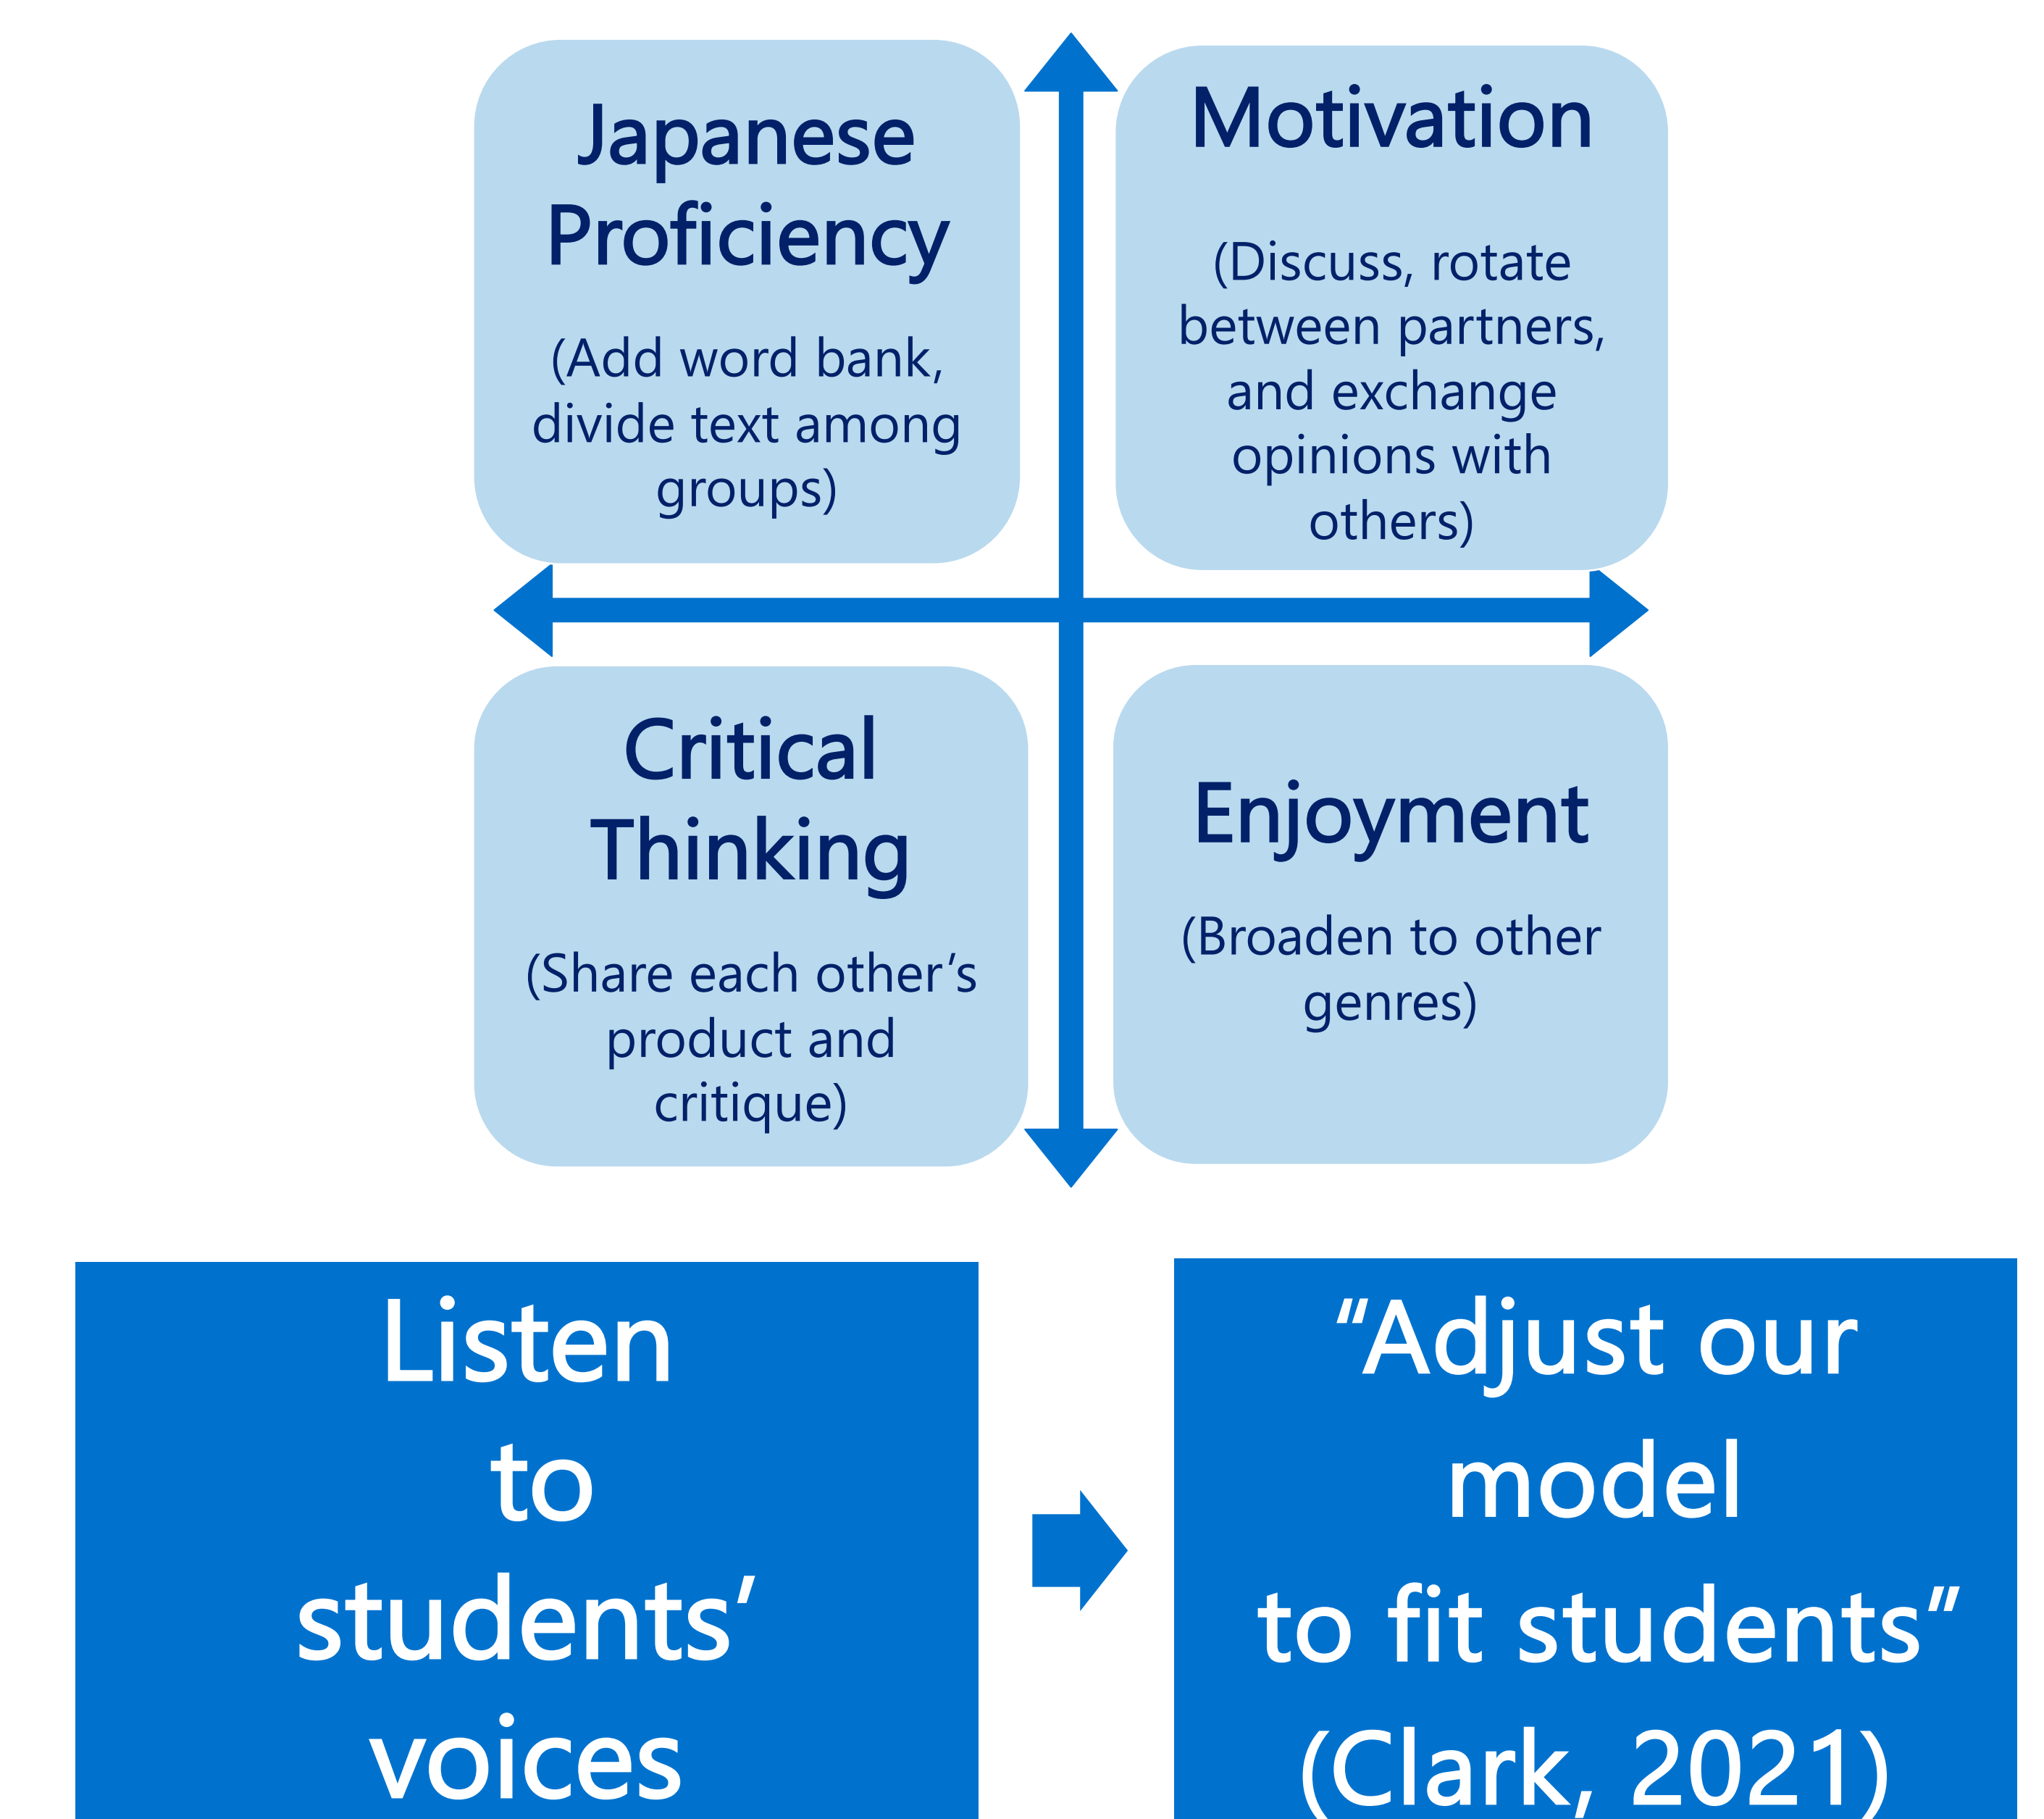 Japanese
Proficiency
(Add word bank,
divide text among
groups)
Motivation
(Discuss, rotate
between partners,
and exchange
opinions with
others)
Critical
Thinking
(Share each other‘s
product and
critique)
Enjoyment
(Broaden to other
genres)
Listen
to
students’
voices
“Adjust our
model
to fit students”
(Clark, 2021)